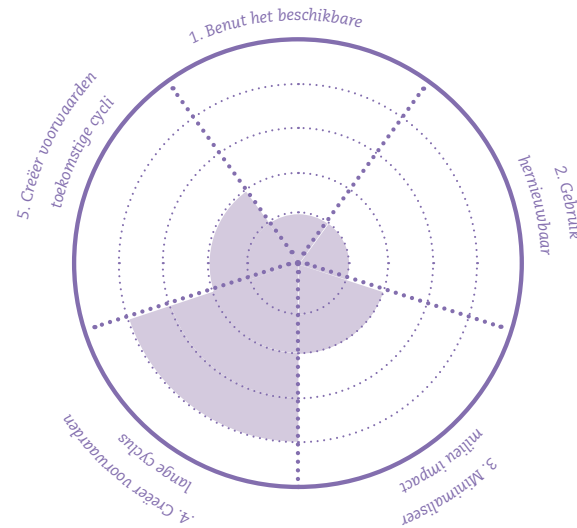 1. Benut het beschikbare
2. Gebruik
hernieuwbaar
3. Minimaliseer
milieu impact
4. Creëer voorwaarden
lange cyclus
5. Creëer voorwaarden
toekomstige cycli